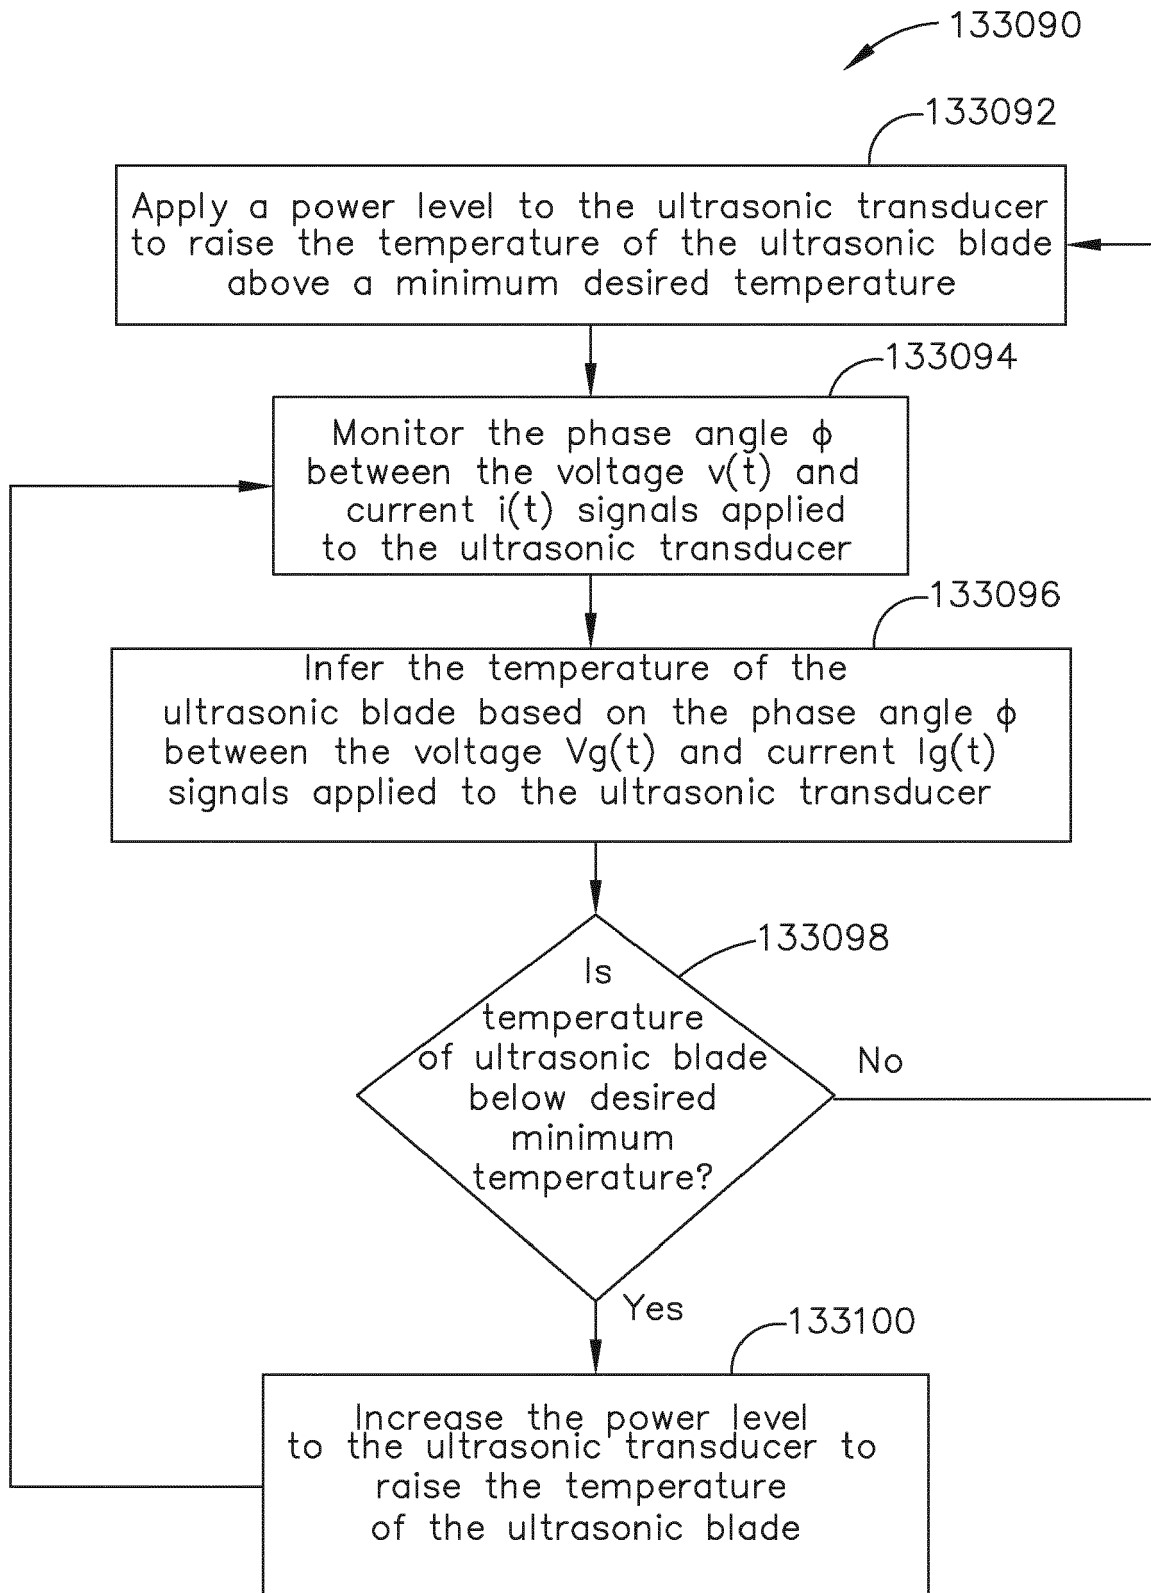 133090
133092
Apply a power level to the ultrasonic transducer
to raise the temperature of the ultrasonic blade
above a minimum desired temperature
133094
Monitor the phase angle ϕ
between the voltage v(t) and
current i(t) signals applied
to the ultrasonic transducer
133096
Infer the temperature of the
ultrasonic blade based on the phase angle ϕ
between the voltage Vg(t) and current Ig(t)
signals applied to the ultrasonic transducer
133098
Is
temperature
of ultrasonic blade
below desired
minimum
temperature?
No
Yes
133100
Increase the power level
to the ultrasonic transducer to
raise the temperature
of the ultrasonic blade